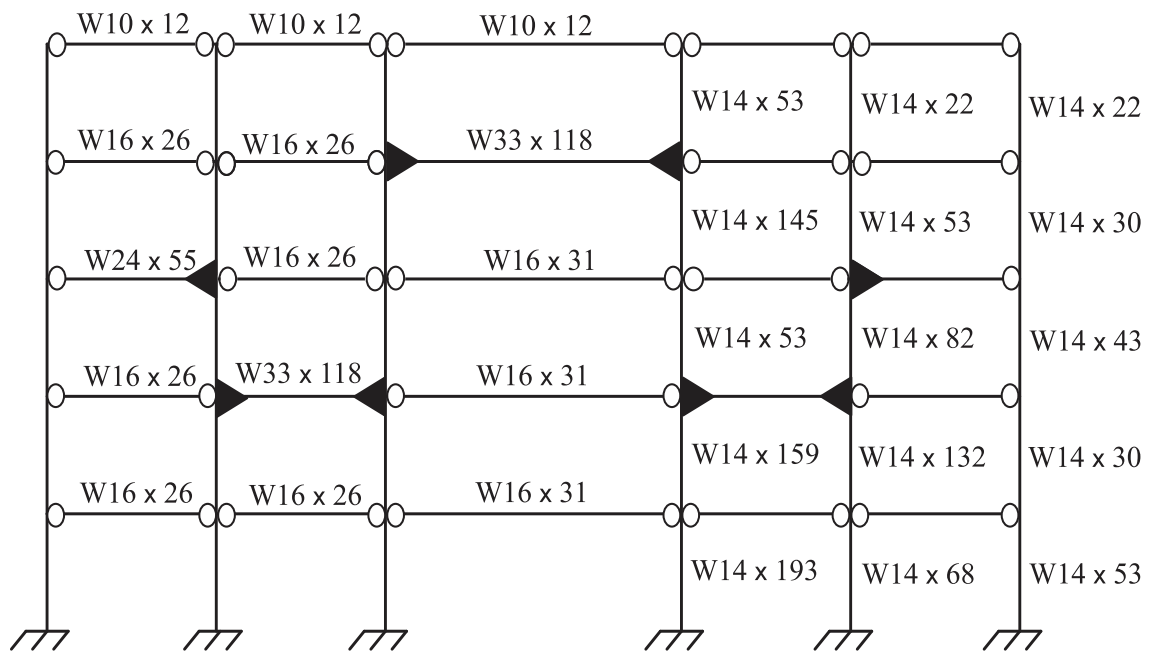 W10 x 12 W10 x 12 W10 x 12
W14 x 53 W14 x 22 W14 x 22
W16 x 26 W16 x 26 W33 x 118
W14 x 145 W14 x 53 W14 x 30
W24 x 55 W16 x 26 W16 x 31
W14 x 53 W14 x 82 W14 x 43
W16 x 26 W33 x 118 W16 x 31
W14 x 159 W14 x 132 W14 x 30
W16 x 26 W16 x 26 W16 x 31
W14 x 193 W14 x 68 W14 x 53